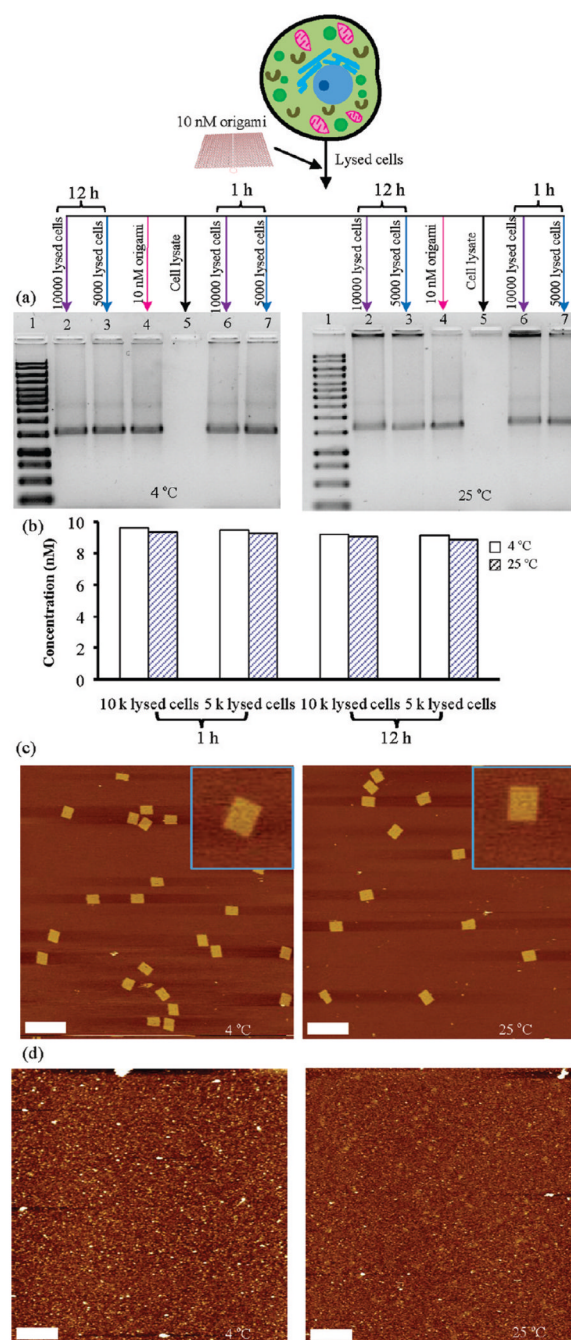 10 nM origami
Lysed cells
12 h
1 h
12 h
1 h
10000 lysed cells
5000 lysed cells
10 nM origami
Cell lysate
10000 lysed cells
5000 lysed cells
10000 lysed cells
5000 lysed cells
10 nM origami
Cell lysate
10000 lysed cells
5000 lysed cells
(a)
1 2 3 4 5 6 7
1 2 3 4 5 6 7
4 °C
25 °C
(b)
Concentration (nM)
10
8
6
4
2
0
4 °C
25 °C
10 k lysed cells 5 k lysed cells 10 k lysed cells 5 k lysed cells
1 h
12 h
(c)
4 °C
25 °C
(d)
4 °C
25 °C